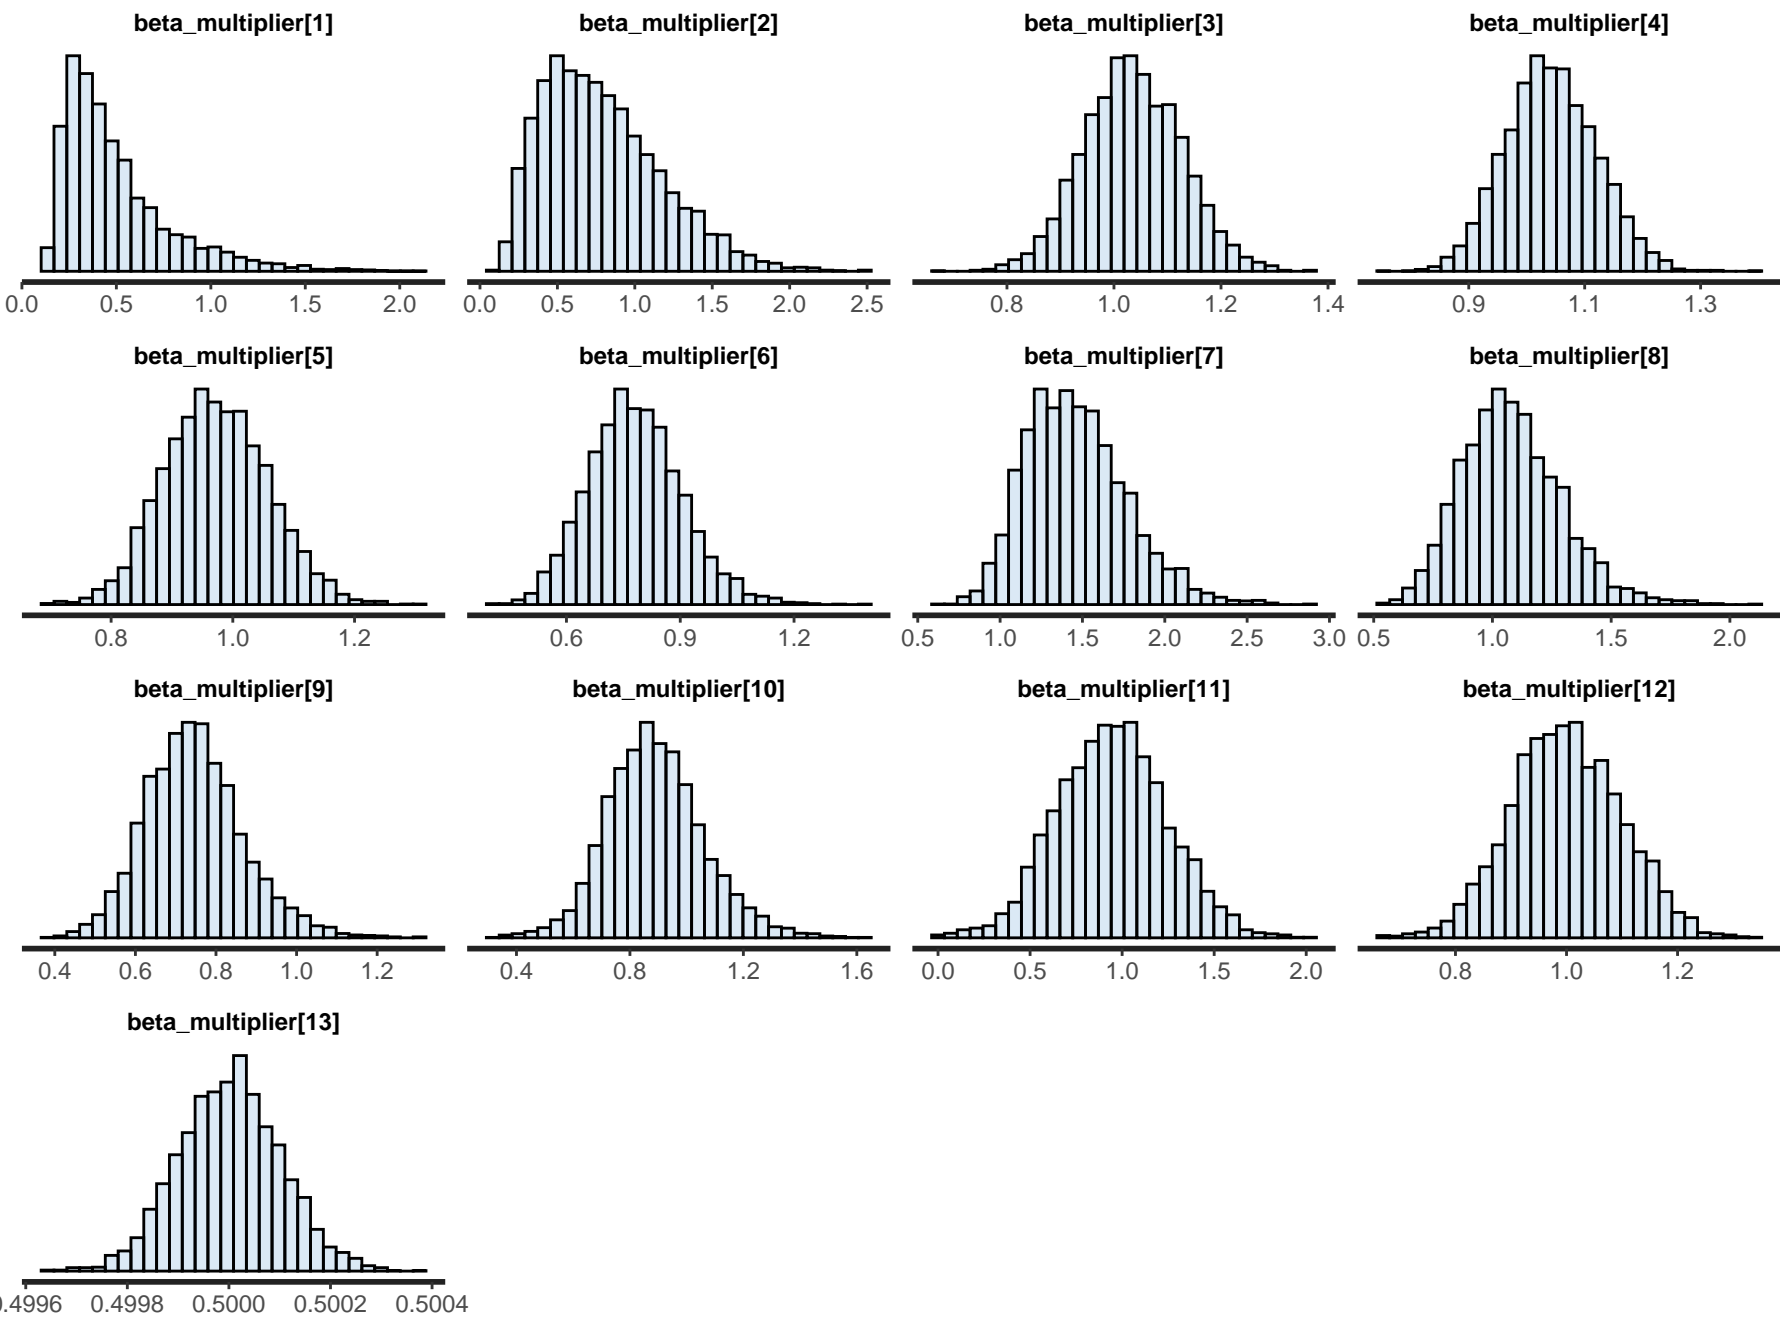 beta_multiplier[1] beta_multiplier[2] beta_multiplier[3] beta_multiplier[4]
0.0 0.5 1.0 1.5 2.0 0.0 0.5 1.0 1.5 2.0 2.5 0.8 1.0 1.2 1.4 0.9 1.1 1.3
beta_multiplier[5] beta_multiplier[6] beta_multiplier[7] beta_multiplier[8]
0.8 1.0 1.2 0.6 0.9 1.2 0.5 1.0 1.5 2.0 2.5 3.0 0.5 1.0 1.5 2.0
beta_multiplier[9] beta_multiplier[10] beta_multiplier[11] beta_multiplier[12]
0.4 0.6 0.8 1.0 1.2 0.4 0.8 1.2 1.6 0.0 0.5 1.0 1.5 2.0 0.8 1.0 1.2
beta_multiplier[13]
.4996 0.4998 0.5000 0.5002 0.5004